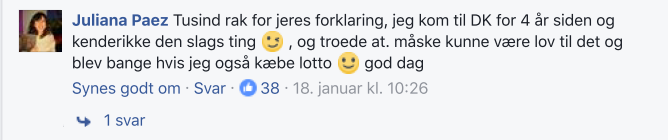 Juliana Paez Tusind rak for jeres forklaring, jeg kom til DK for 4 år siden og
kenderikke den slags ting 😉 , og troede at. måske kunne være lov til det og
blev bange hvis jeg også kæbe lotto 🙂 god dag
Synes godt om · Svar · 38 · 18. januar kl. 10:26
1 svar